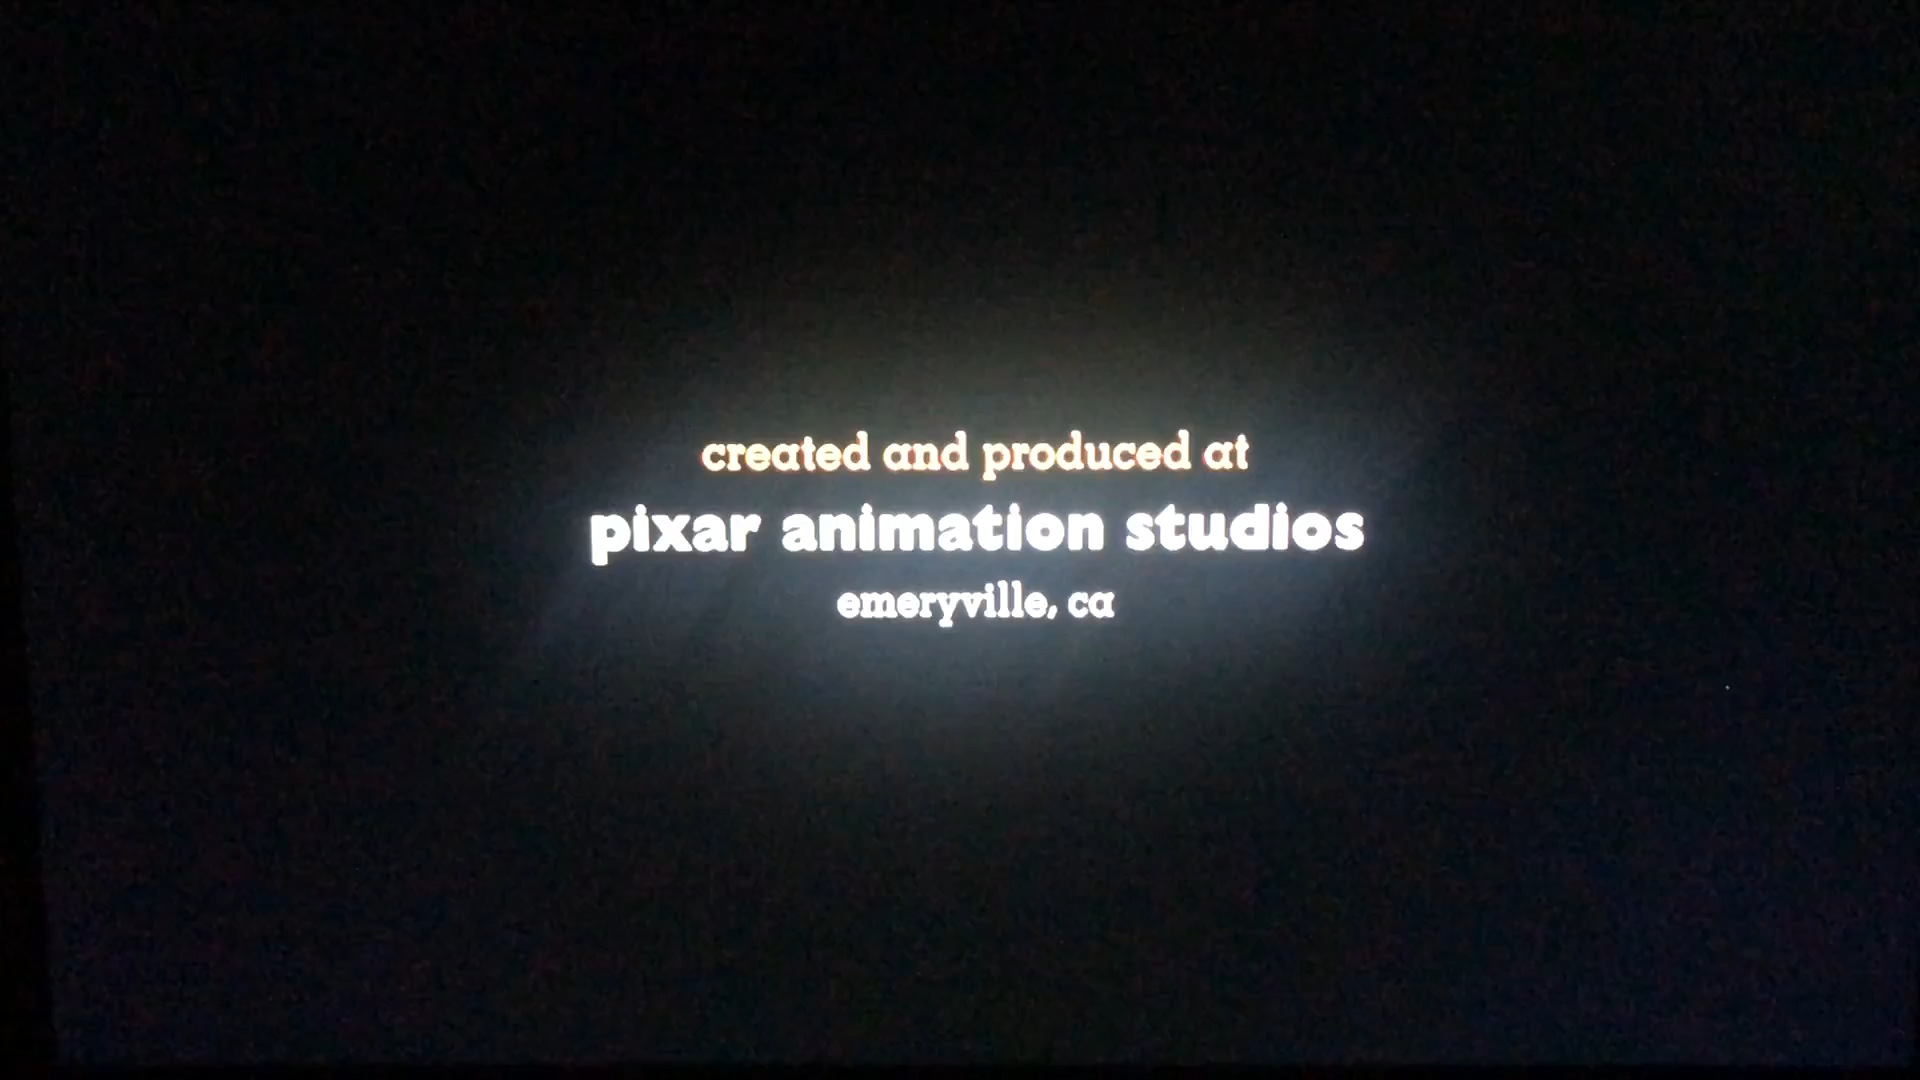 created and produced at
pixar animation studios
emeryville, ca